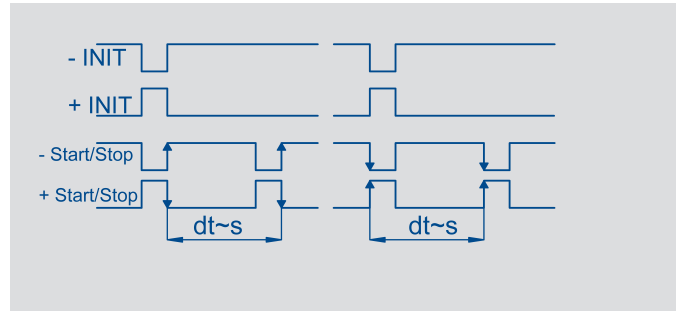 - INIT
+ INIT
- Start/Stop
+ Start/Stop
dt~s dt~s